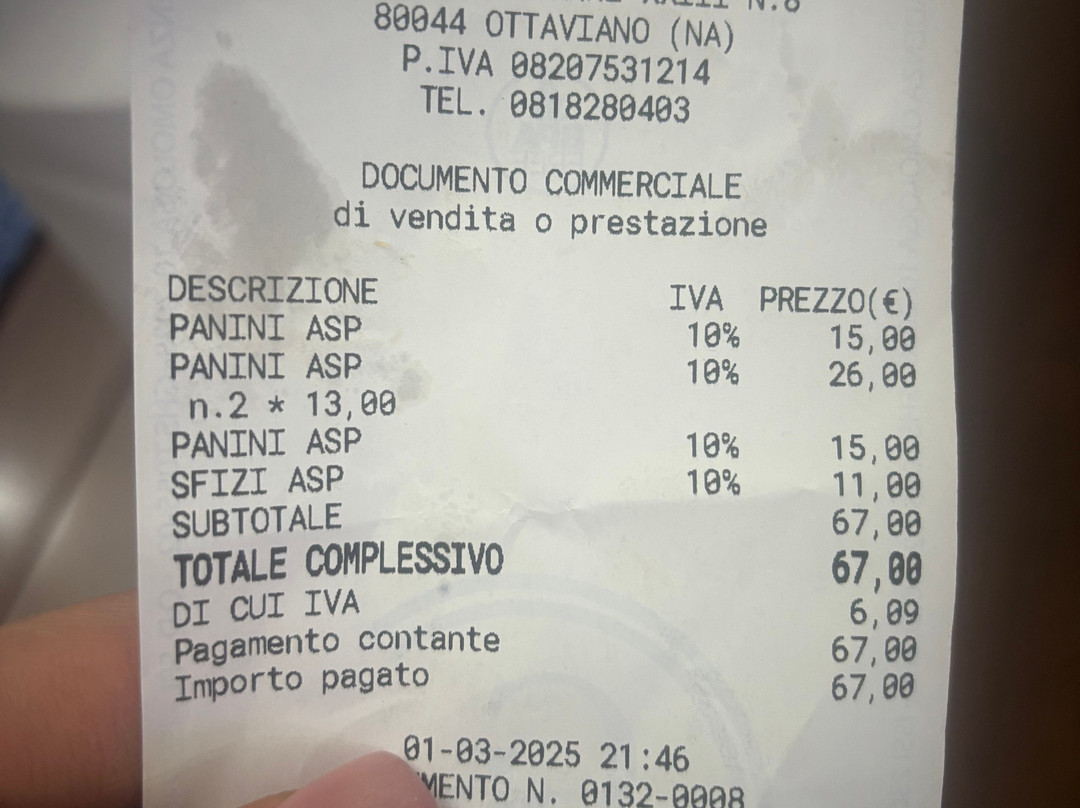 N.8
80044 OTTAVIANO (NA)
P.IVA 08207531214
TEL. 0818280403
DOCUMENTO COMMERCIALE
di vendita o prestazione
DESCRIZIONE IVA PREZZO(€)
PANINI ASP 10% 15,00
PANINI ASP 10% 26,00
n.2 * 13,00
PANINI ASP 10% 15,00
SFIZI ASP 10% 11,00
SUBTOTALE 67,00
TOTALE COMPLESSIVO 67,00
DI CUI IVA 6,09
Pagamento contante 67,00
Importo pagato 67,00
01-03-2025 21:46
MENTO N. 0132-0008